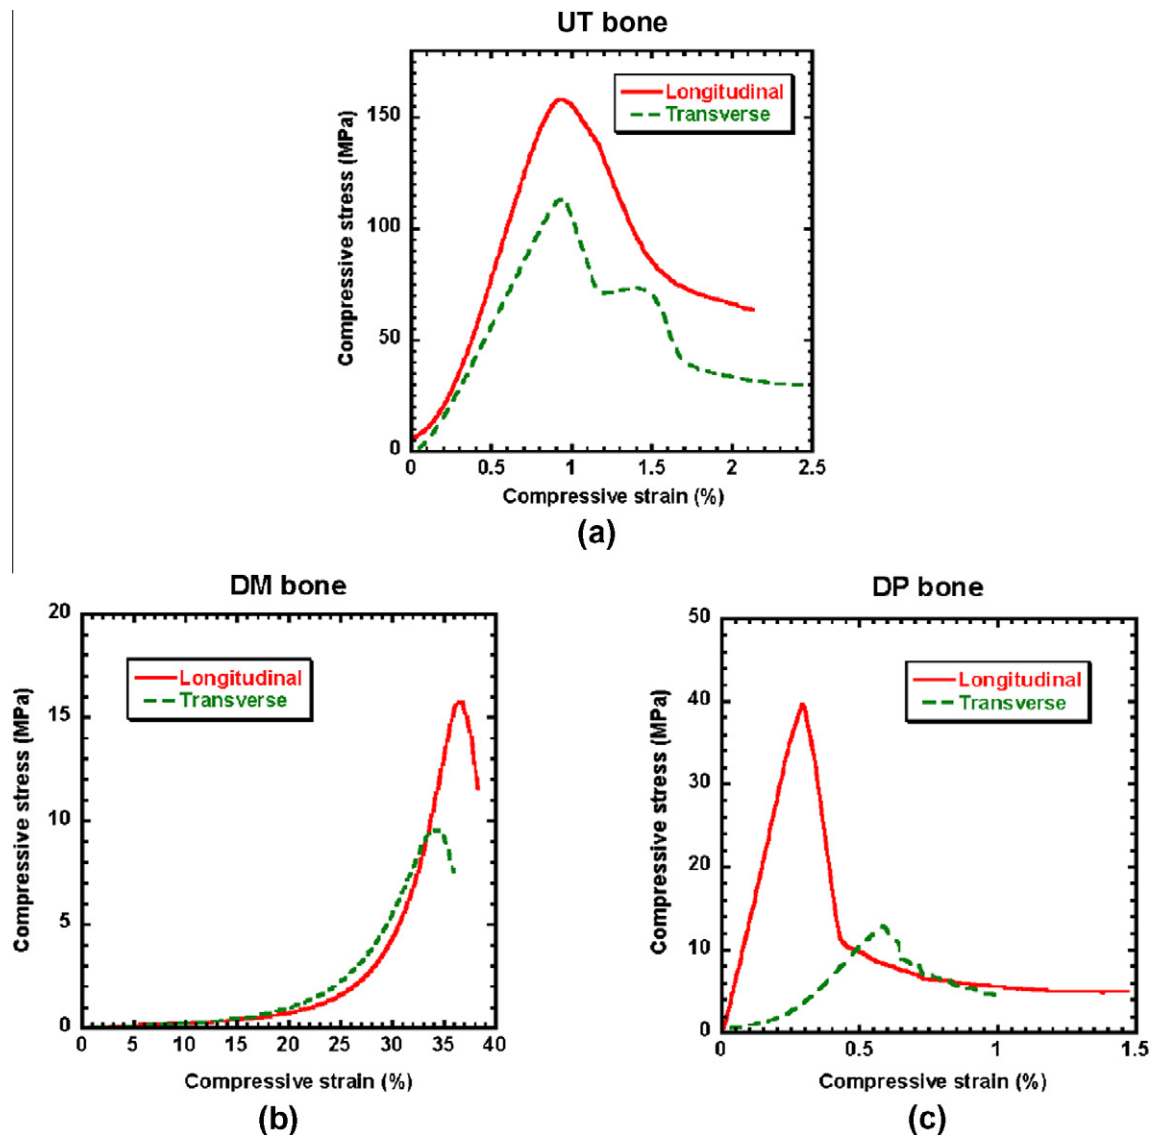 UT bone
Longitudinal
Transverse
Compressive stress (MPa)
150
100
50
0
0 0.5 1 1.5 2 2.5
Compressive strain (%)
(a)
DM bone
Longitudinal
Transverse
Compressive stress (MPa)
20
15
10
5
0
0 5 10 15 20 25 30 35 40
Compressive strain (%)
(b)
DP bone
Longitudinal
Transverse
Compressive stress (MPa)
50
40
30
20
10
0
0 0.5 1 1.5
Compressive strain (%)
(c)